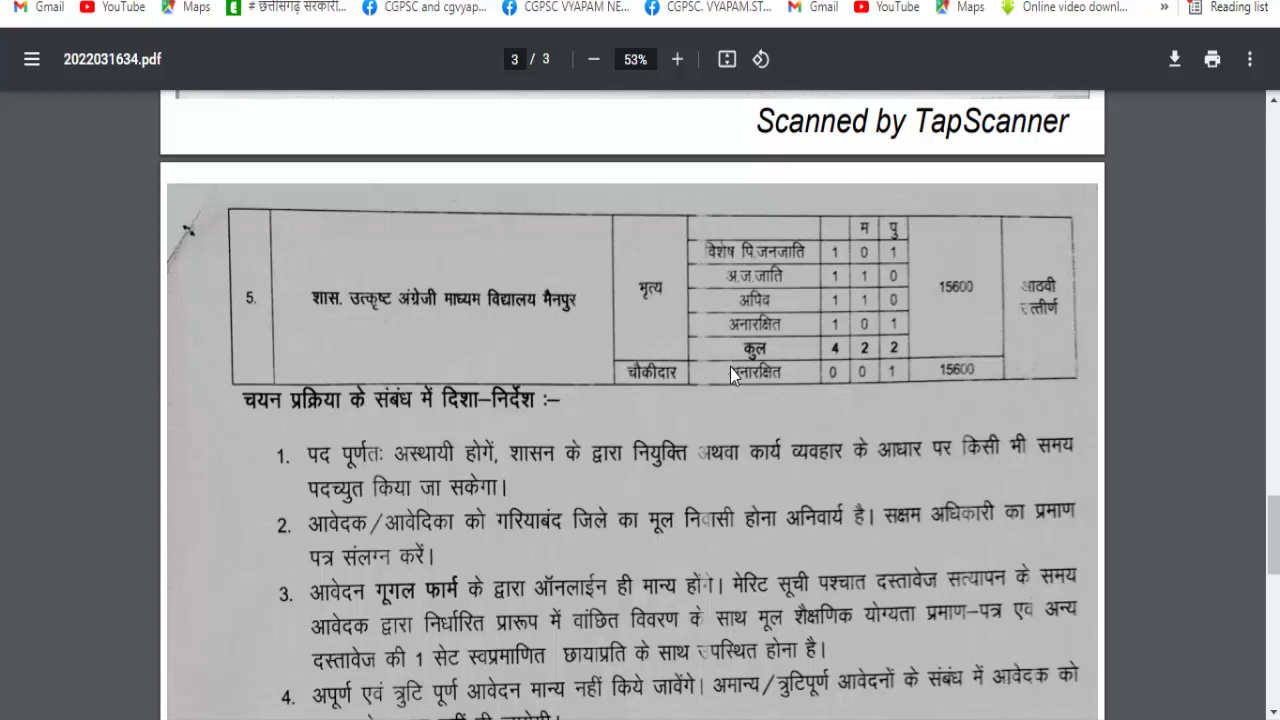 Gmail YouTube Maps # छत्तीसगढ़ सरकारी... CGPSC and cgvyap... CGPSC VYAPAM NE... CGPSC. VYAPAM.ST... Gmail YouTube Maps Online video downl... » Reading list
2022031634.pdf 3 / 3 53%
Scanned by TapScanner
म पु
विशेष पि.जनजाति 1 0 1
अ.ज.जाति 1 1 0
5. शास. उत्कृष्ट अंग्रेजी माध्यम विद्यालय मैनपुर भृत्य 15600 आठवी उत्तीर्ण
अपिव 1 1 0
अनारक्षित 1 0 1
कुल 4 2 2
चौकीदार अनारक्षित 0 0 1 15600
चयन प्रक्रिया के संबंध में दिशा–निर्देश :–
1. पद पूर्णतः अस्थायी होगें, शासन के द्वारा नियुक्ति अथवा कार्य व्यवहार के आधार पर किसी भी समय
पदच्युत किया जा सकेगा।
2. आवेदक/आवेदिका को गरियाबंद जिले का मूल निवासी होना अनिवार्य है। सक्षम अधिकारी का प्रमाण
पत्र संलग्न करें।
3. आवेदन गूगल फार्म के द्वारा ऑनलाईन ही मान्य होंगे। मेरिट सूची पश्चात दस्तावेज सत्यापन के समय
आवेदक द्वारा निर्धारित प्रारूप में वांछित विवरण के साथ मूल शैक्षणिक योग्यता प्रमाण–पत्र एवं अन्य
दस्तावेज की 1 सेट स्वप्रमाणित छायाप्रति के साथ उपस्थित होना है।
4. अपूर्ण एवं त्रुटि पूर्ण आवेदन मान्य नहीं किये जावेंगे। अमान्य/त्रुटिपूर्ण आवेदनों के संबंध में आवेदक को